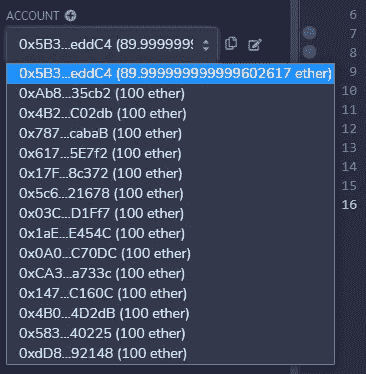 ACCOUNT
0x5B3...eddC4 (89.9999999
0x5B3...eddC4 (89.999999999999602617 ether)
0xAb8...35cb2 (100 ether)
0x4B2...C02db (100 ether)
0x787...cabaB (100 ether)
0x617...5E7f2 (100 ether)
0x17F...8c372 (100 ether)
0x5c6...21678 (100 ether)
0x03C...D1Ff7 (100 ether)
0x1aE...E454C (100 ether)
0x0A0...C70DC (100 ether)
0xCA3...a733c (100 ether)
0x147...C160C (100 ether)
0x4B0...4D2dB (100 ether)
0x583...40225 (100 ether)
0xdD8...92148 (100 ether)
6
7
8
9
10
11
12
13
14
15
16